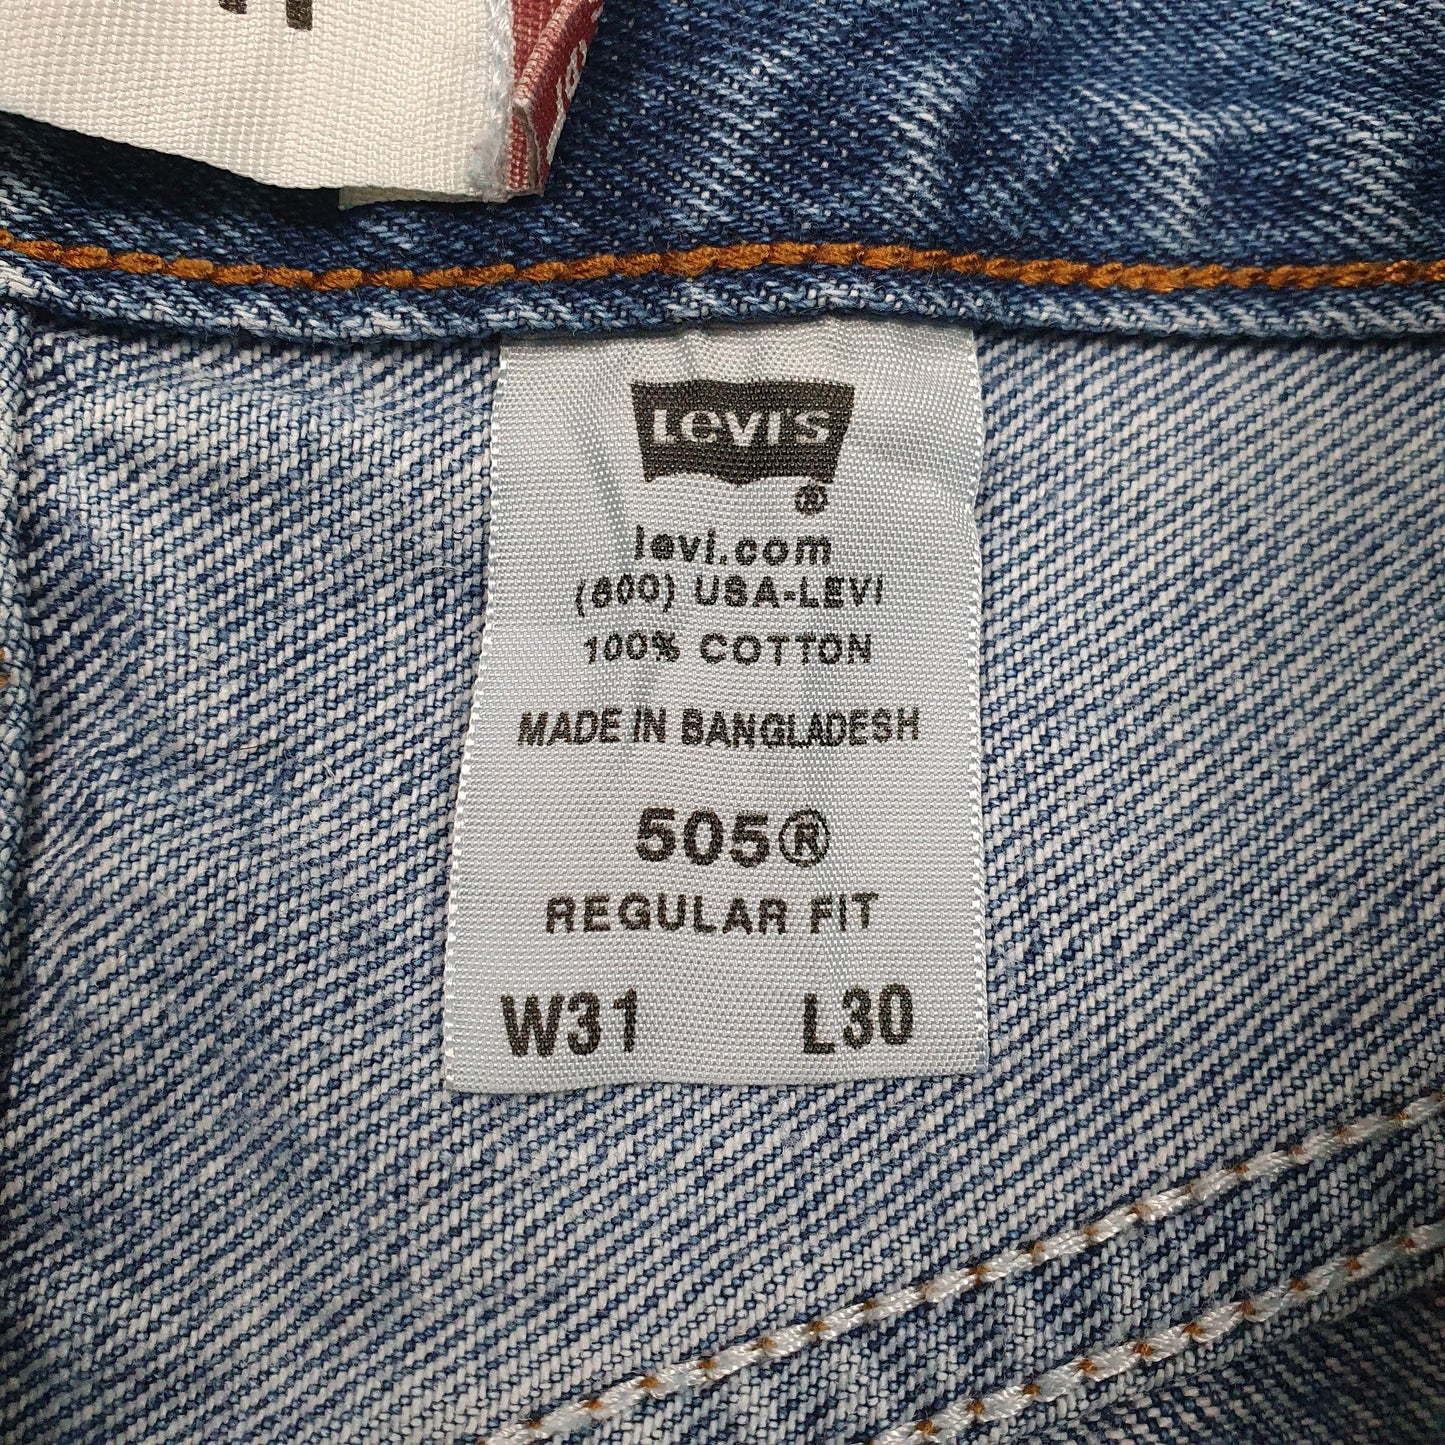 Levi's
®
levi.com
(800) USA-LEVI
100% COTTON
MADE IN BANGLADESH
505®
REGULAR FIT
W31 L30